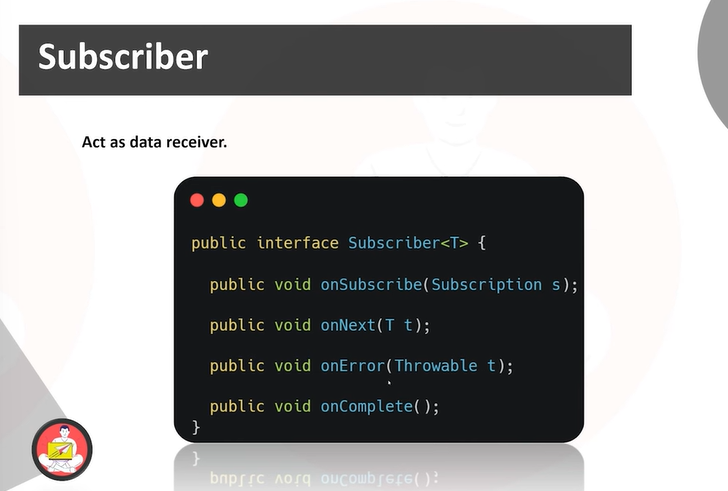 Subscriber
Act as data receiver.
public interface Subscriber<T> {
public void onSubscribe(Subscription s);
public void onNext(T t);
public void onError(Throwable t);
public void onComplete();
}